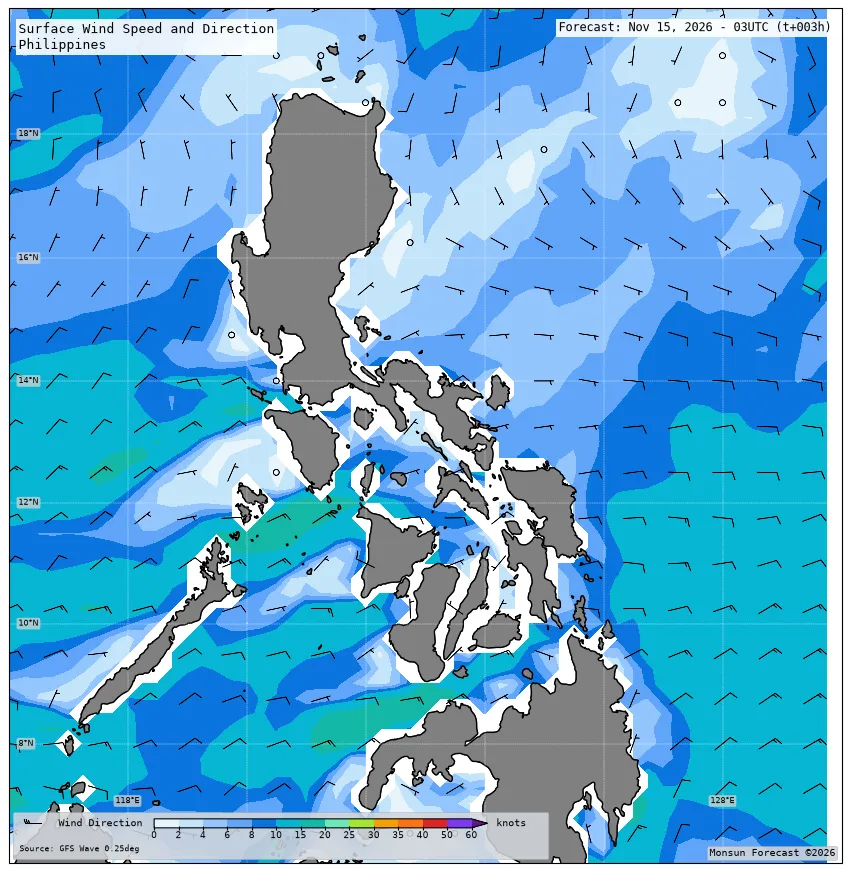 Surface Wind Speed and Direction
Philippines
Forecast: Nov 15, 2026 - 03UTC (t+003h)
18°N
16°N
14°N
12°N
10°N
8°N
118°E
128°E
Wind Direction
knots
0 2 4 6 8 10 15 20 25 30 35 40 50 60
Source: GFS Wave 0.25deg
Monsun Forecast ©2026